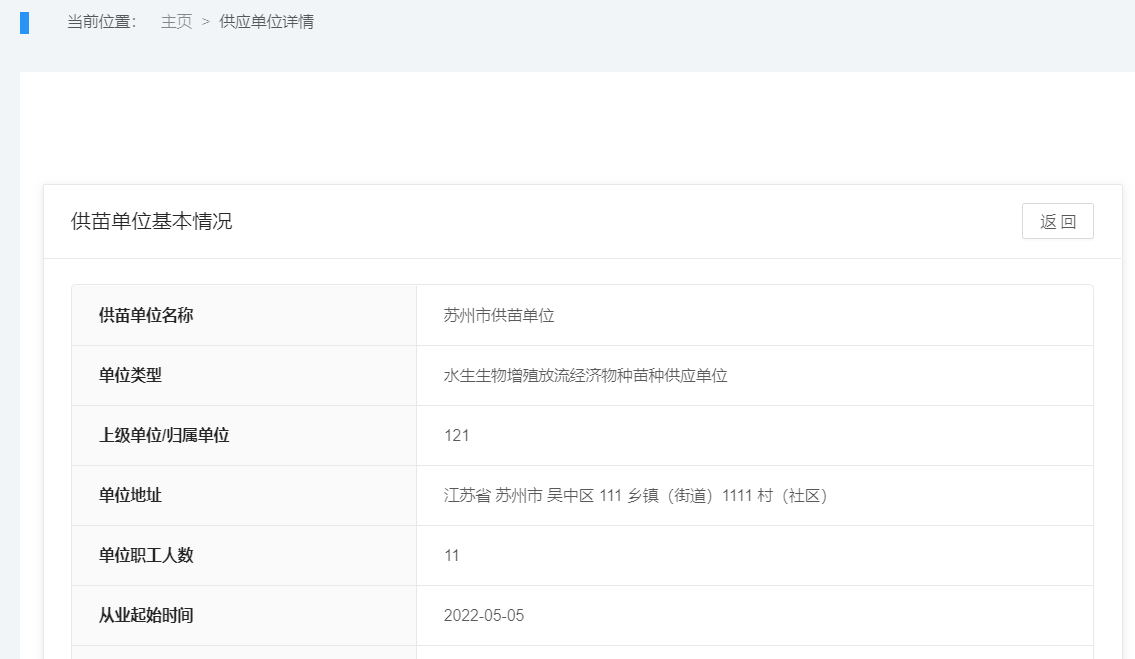 当前位置： 主页 > 供应单位详情
供苗单位基本情况 返 回
供苗单位名称 苏州市供苗单位
单位类型 水生生物增殖放流经济物种苗种供应单位
上级单位/归属单位 121
单位地址 江苏省 苏州市 吴中区 111 乡镇（街道）1111 村（社区）
单位职工人数 11
从业起始时间 2022-05-05